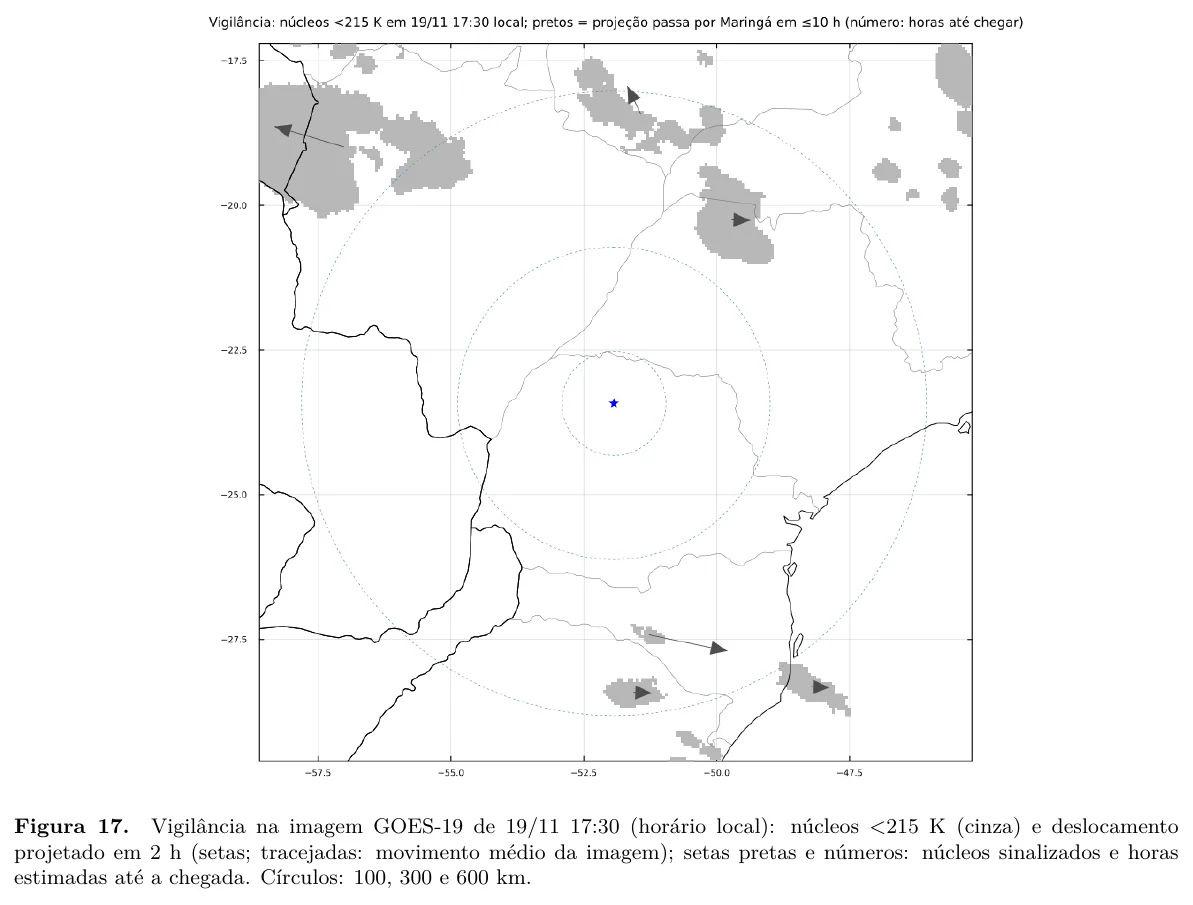 Vigilância: núcleos <215 K em 19/11 17:30 local; pretos = projeção passa por Maringá em ≤10 h (número: horas até chegar)
−17.5
−20.0
−22.5
−25.0
−27.5
−57.5 −55.0 −52.5 −50.0 −47.5
Figura 17. Vigilância na imagem GOES-19 de 19/11 17:30 (horário local): núcleos <215 K (cinza) e deslocamento
projetado em 2 h (setas; tracejadas: movimento médio da imagem); setas pretas e números: núcleos sinalizados e horas
estimadas até a chegada. Círculos: 100, 300 e 600 km.